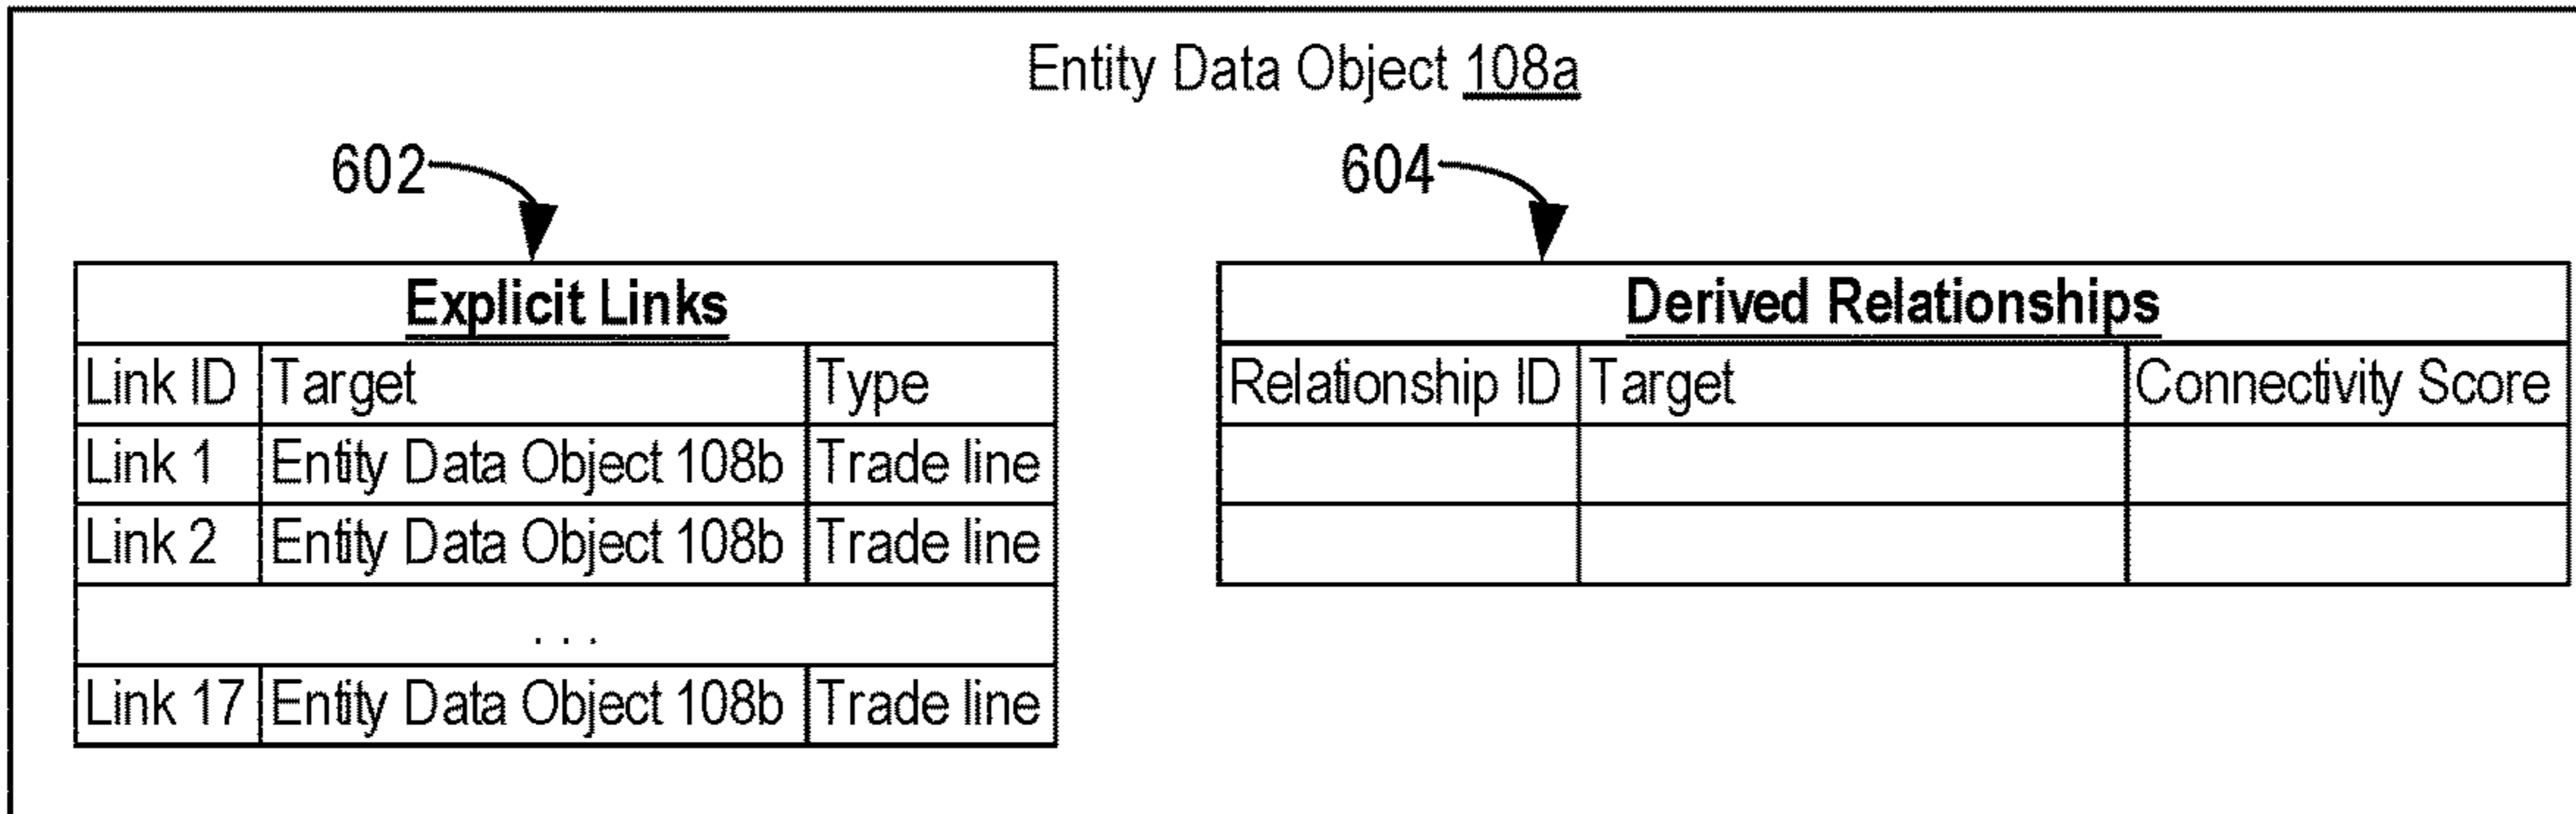 Entity Data Object 108a
602
604
Explicit Links
Link ID Target Type
Link 1 Entity Data Object 108b Trade line
Link 2 Entity Data Object 108b Trade line
. . .
Link 17 Entity Data Object 108b Trade line
Derived Relationships
Relationship ID Target Connectivity Score